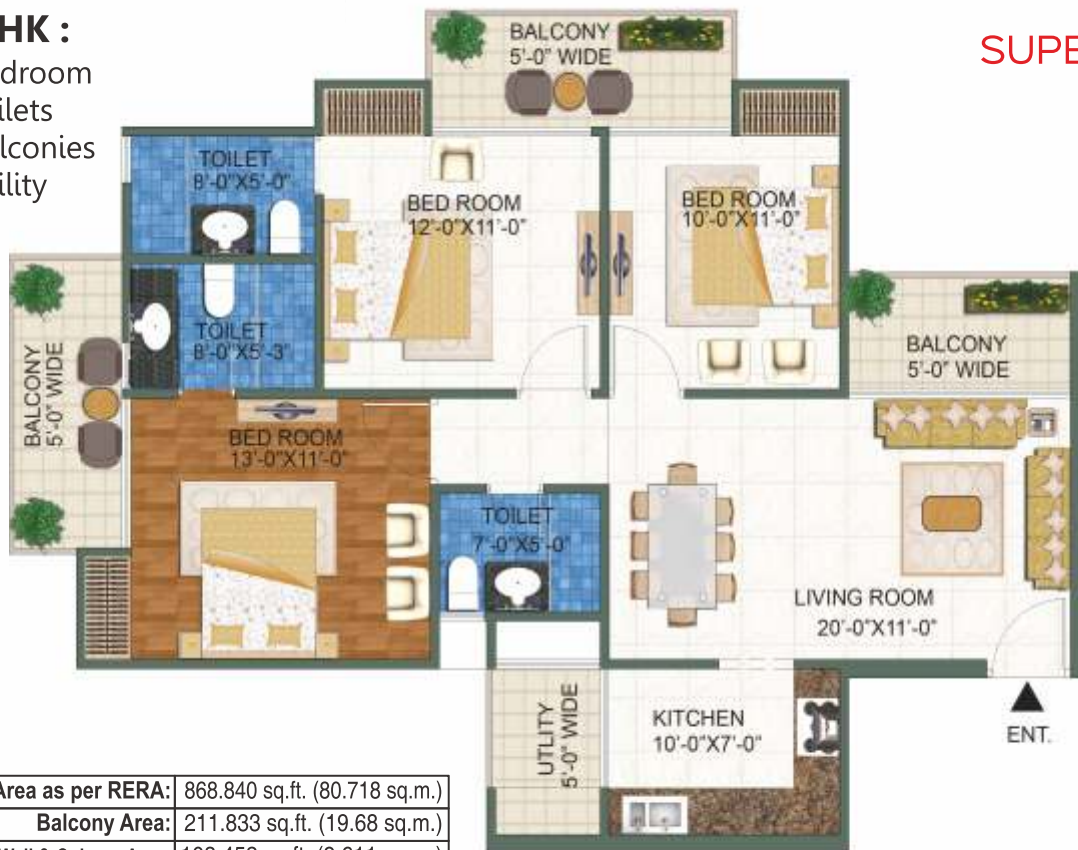 HK :
droom
ilets
lconies
ility
SUPE
BALCONY
5'-0" WIDE
TOILET
8'-0"X5'-0"
BED ROOM
12'-0"X11'-0"
BED ROOM
10'-0"X11'-0"
TOILET
8'-0"X5'-3"
BALCONY
5'-0" WIDE
BALCONY
5'-0" WIDE
BED ROOM
13'-0"X11'-0"
TOILET
7'-0"X5'-0"
LIVING ROOM
20'-0"X11'-0"
UTLITY
5'-0" WIDE
KITCHEN
10'-0"X7'-0"
ENT.
Area as per RERA: 868.840 sq.ft. (80.718 sq.m.)
Balcony Area: 211.833 sq.ft. (19.68 sq.m.)